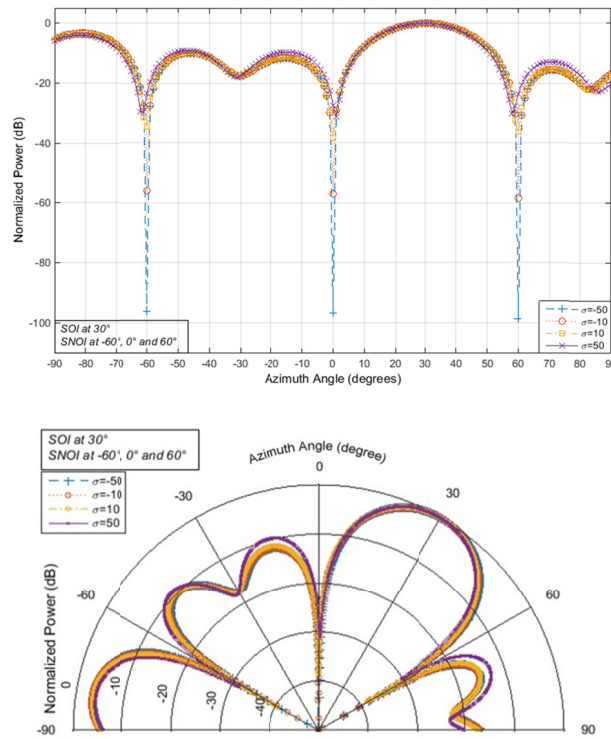 0
-20
-40
-60
-80
-100
Normalized Power (dB)
SOI at 30°
SNOI at -60°, 0° and 60°
σ=-50
σ=-10
σ=10
σ=50
-90 -80 -70 -60 -50 -40 -30 -20 -10 0 10 20 30 40 50 60 70 80 90
Azimuth Angle (degrees)
SOI at 30°
SNOI at -60°, 0° and 60°
σ=-50
σ=-10
σ=10
σ=50
Azimuth Angle (degree)
0
-30
30
-60
60
-90
90
Normalized Power (dB)
0
-10
-20
-30
-40